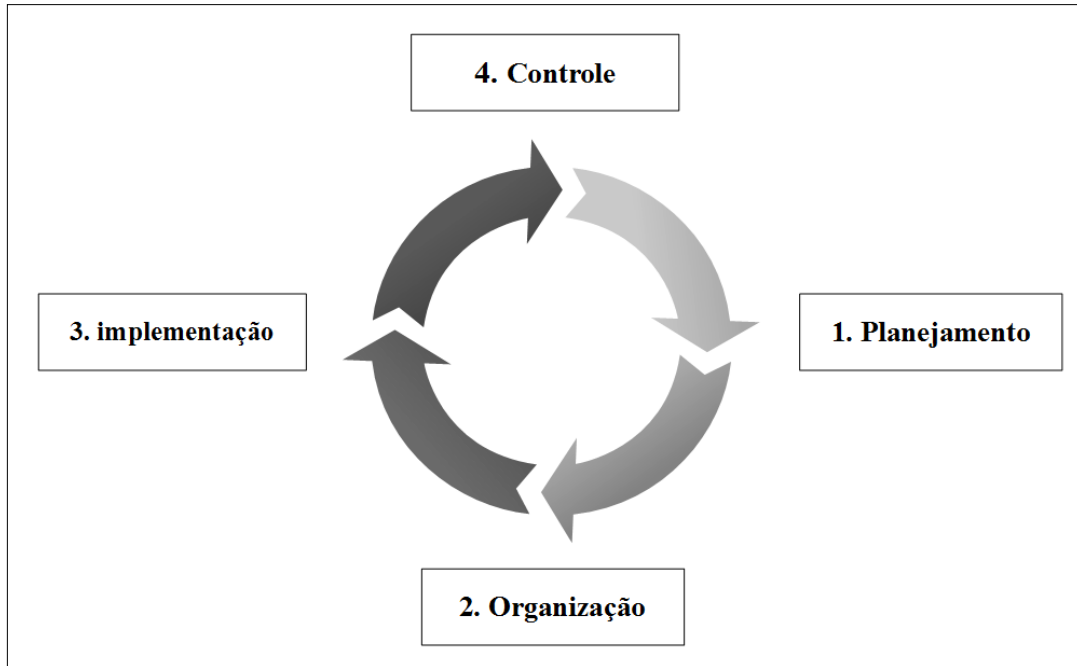 4. Controle
3. implementação
1. Planejamento
2. Organização